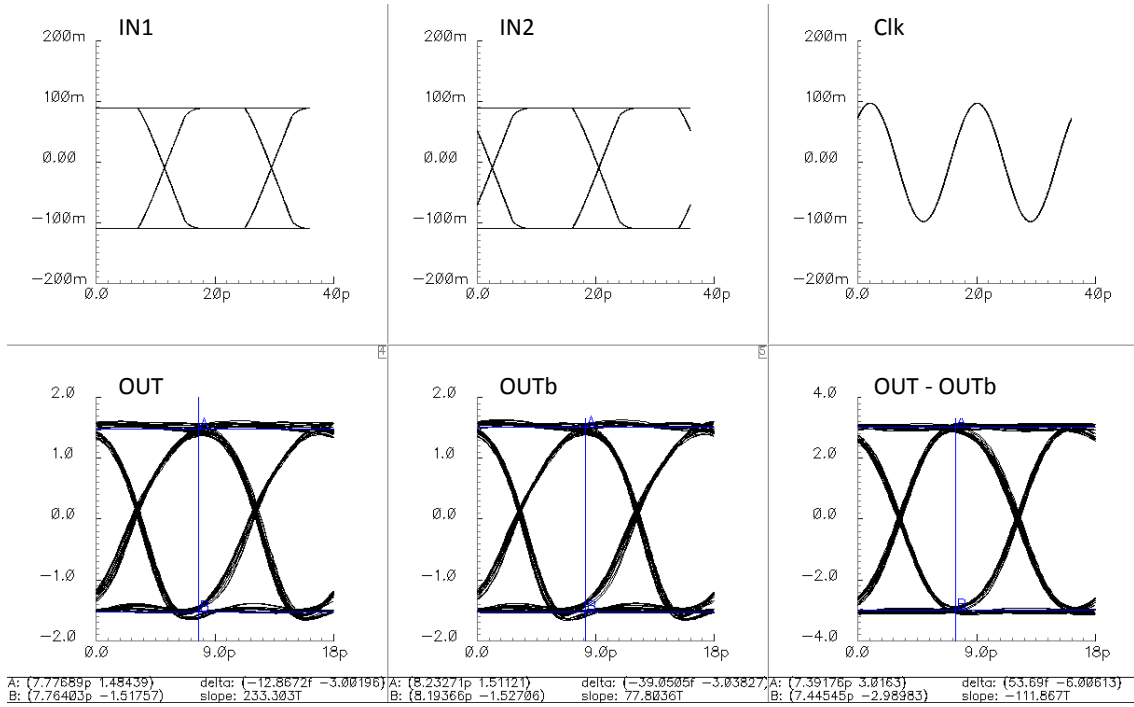 IN1
200m
100m
0.00
-100m
-200m
0.0 20p 40p
IN2
200m
100m
0.00
-100m
-200m
0.0 20p 40p
Clk
200m
100m
0.00
-100m
-200m
0.0 20p 40p
4
5
OUT
2.0
1.0
0.0
-1.0
-2.0
A
0.0 9.0 18p
OUTb
2.0
1.0
0.0
-1.0
-2.0
A
B
0.0 9.0 18p
OUT - OUTb
4.0
2.0
0.0
-2.0
-4.0
A
0.0 9.0 18p
A: (7.77689p 1.48439) delta: (-12.8672f -3.00196)
B: (7.76403p -1.51757) slope: 233.303T
A: (8.23271p 1.51121) delta: (-39.0505f -3.03827)
B: (8.19366p -1.52706) slope: 77.8036T
A: (7.39176p 3.0163) delta: (53.69f -6.00613)
B: (7.44545p -2.98983) slope: -111.867T